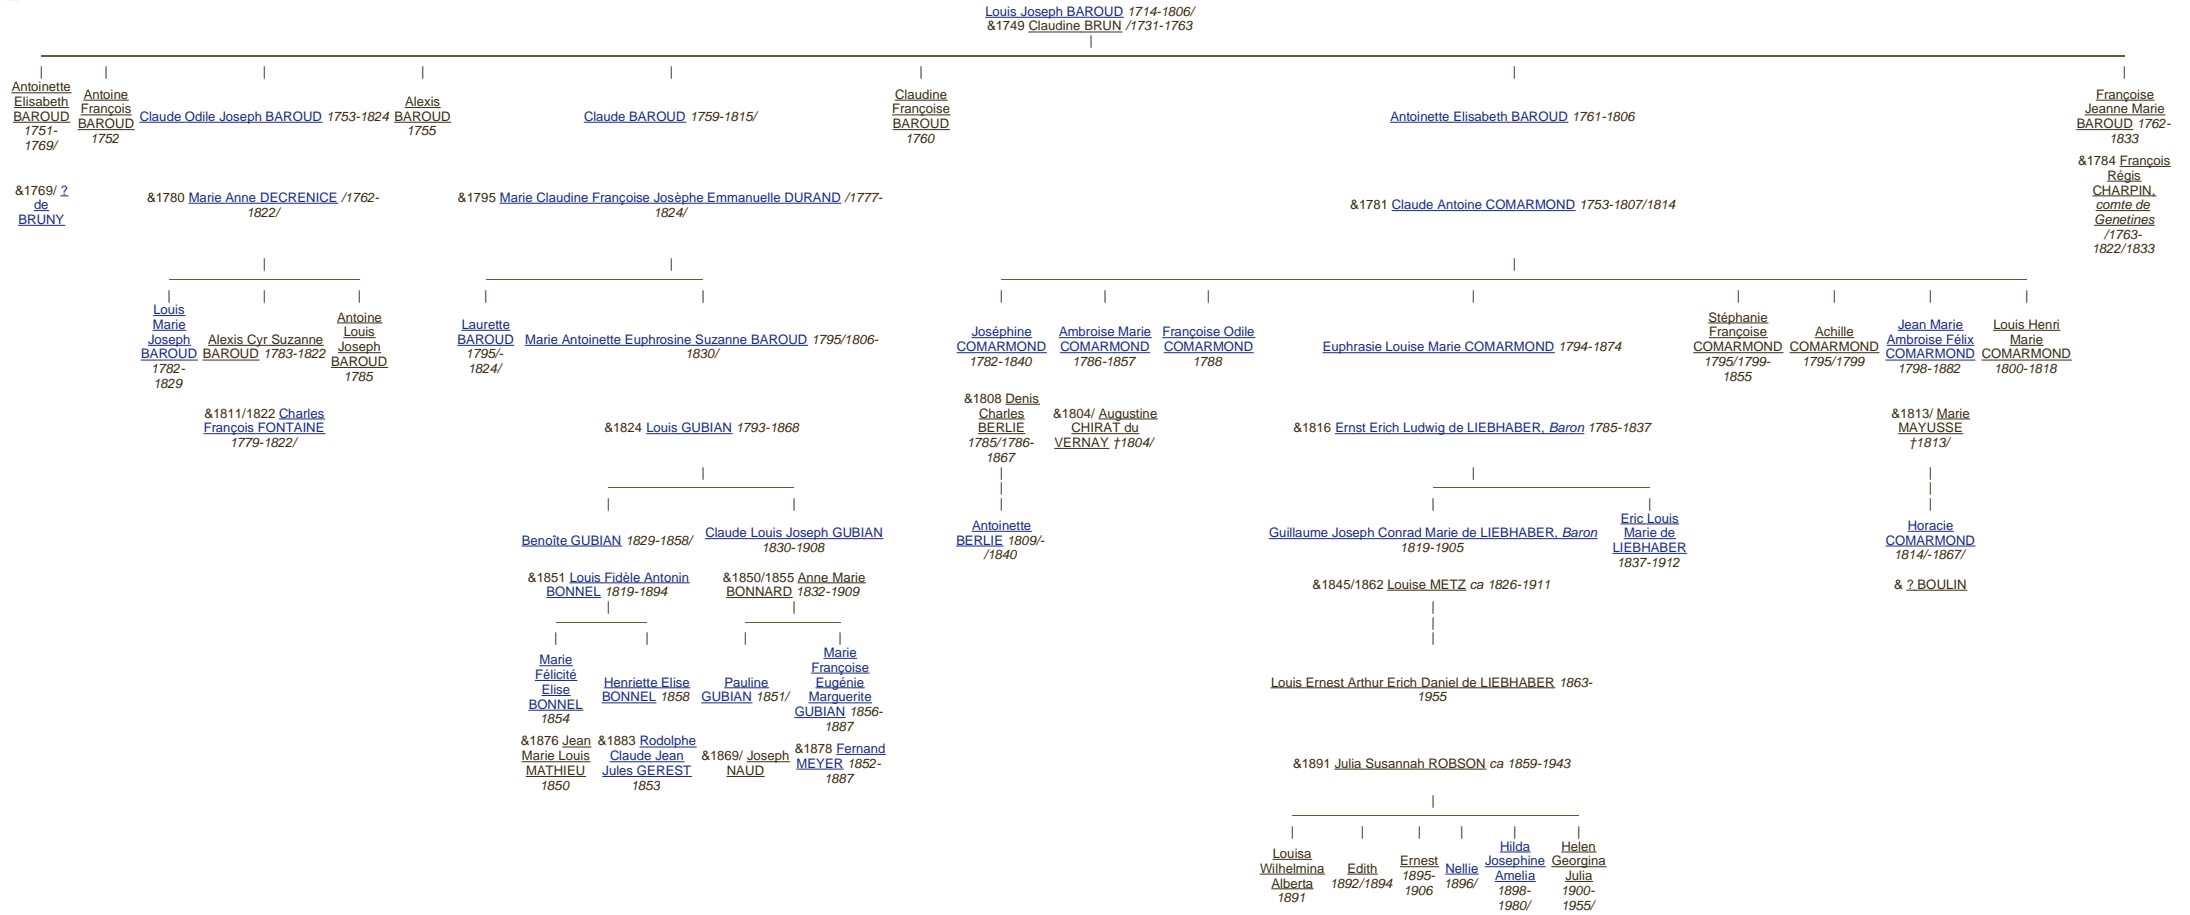 Louis Joseph BAROUD 1714-1806/
&1749 Claudine BRUN /1731-1763
Antoinette
Elisabeth
BAROUD
1751-
1769/
Antoine
François
BAROUD
1752
Claude Odile Joseph BAROUD 1753-1824
Alexis
BAROUD
1755
Claude BAROUD 1759-1815/
Claudine
Françoise
BAROUD
1760
Antoinette Elisabeth BAROUD 1761-1806
Françoise
Jeanne Marie
BAROUD 1762-
1833
&1769/ ?
de
BRUNY
&1780 Marie Anne DECRENICE /1762-
1822/
&1795 Marie Claudine Françoise Josèphe Emmanuelle DURAND /1777-
1824/
&1781 Claude Antoine COMARMOND 1753-1807/1814
&1784 François
Régis
CHARPIN,
comte de
Genetines
/1763-
1822/1833
Louis
Marie
Joseph
BAROUD
1782-
1829
Alexis Cyr Suzanne
BAROUD 1783-1822
Antoine
Louis
Joseph
BAROUD
1785
Laurette
BAROUD
1795/-
1824/
Marie Antoinette Euphrosine Suzanne BAROUD 1795/1806-
1830/
Joséphine
COMARMOND
1782-1840
Ambroise Marie
COMARMOND
1786-1857
Françoise Odile
COMARMOND
1788
Euphrasie Louise Marie COMARMOND 1794-1874
Stéphanie
Françoise
COMARMOND
1795/1799-
1855
Achille
COMARMOND
1795/1799
Jean Marie
Ambroise Félix
COMARMOND
1798-1882
Louis Henri
Marie
COMARMOND
1800-1818
&1811/1822 Charles
François FONTAINE
1779-1822/
&1824 Louis GUBIAN 1793-1868
&1808 Denis
Charles
BERLIE
1785/1786-
1867
&1804/ Augustine
CHIRAT du
VERNAY †1804/
&1816 Ernst Erich Ludwig de LIEBHABER, Baron 1785-1837
&1813/ Marie
MAYUSSE
†1813/
Benoîte GUBIAN 1829-1858/
Claude Louis Joseph GUBIAN
1830-1908
Antoinette
BERLIE 1809/-
/1840
Guillaume Joseph Conrad Marie de LIEBHABER, Baron
1819-1905
Eric Louis
Marie de
LIEBHABER
1837-1912
Horacie
COMARMOND
1814/-1867/
&1851 Louis Fidèle Antonin
BONNEL 1819-1894
&1850/1855 Anne Marie
BONNARD 1832-1909
&1845/1862 Louise METZ ca 1826-1911
& ? BOULIN
Marie
Félicité
Elise
BONNEL
1854
Henriette Elise
BONNEL 1858
Pauline
GUBIAN 1851/
Marie
Françoise
Eugénie
Marguerite
GUBIAN 1856-
1887
Louis Ernest Arthur Erich Daniel de LIEBHABER 1863-
1955
&1876 Jean
Marie Louis
MATHIEU
1850
&1883 Rodolphe
Claude Jean
Jules GEREST
1853
&1869/ Joseph
NAUD
&1878 Fernand
MEYER 1852-
1887
&1891 Julia Susannah ROBSON ca 1859-1943
Louisa
Wilhelmina
Alberta
1891
Edith
1892/1894
Ernest
1895-
1906
Nellie
1896/
Hilda
Josephine
Amelia
1898-
1980/
Helen
Georgina
Julia
1900-
1955/